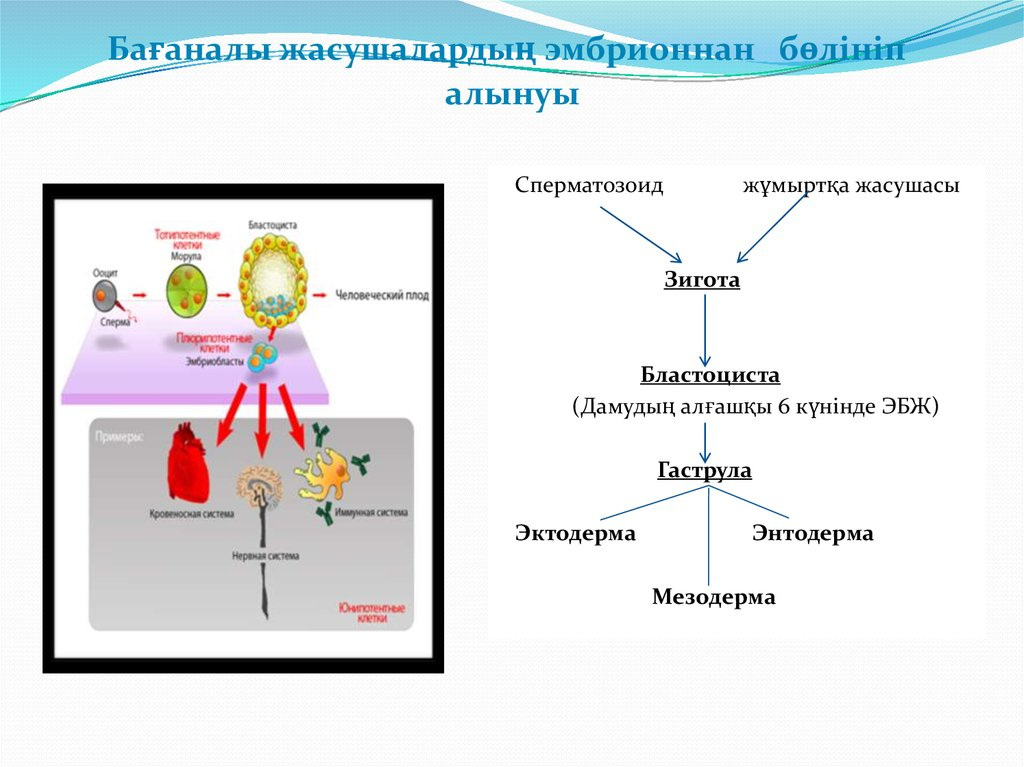 Бағаналы жасушалардың эмбрионнан бөлініп
алынуы
Тотипотентные
клетки
Морула
Бластоциста
Ооцит
Сперма
Человеческий плод
Плюрипотентные
клетки
Эмбриобласты
Примеры:
Кровеносная система
Иммунная система
Нервная система
Юнипотентные
клетки
Сперматозоид жұмыртқа жасушасы
Зигота
Бластоциста
(Дамудың алғашқы 6 күнінде ЭБЖ)
Гаструла
Эктодерма Энтодерма
Мезодерма